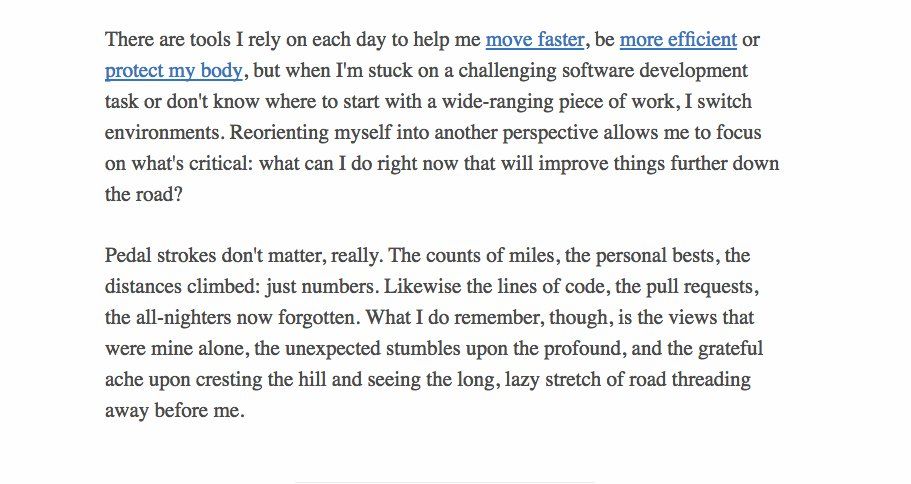 There are tools I rely on each day to help me move faster, be more efficient or
protect my body, but when I'm stuck on a challenging software development
task or don't know where to start with a wide-ranging piece of work, I switch
environments. Reorienting myself into another perspective allows me to focus
on what's critical: what can I do right now that will improve things further down
the road?
Pedal strokes don't matter, really. The counts of miles, the personal bests, the
distances climbed: just numbers. Likewise the lines of code, the pull requests,
the all-nighters now forgotten. What I do remember, though, is the views that
were mine alone, the unexpected stumbles upon the profound, and the grateful
ache upon cresting the hill and seeing the long, lazy stretch of road threading
away before me.